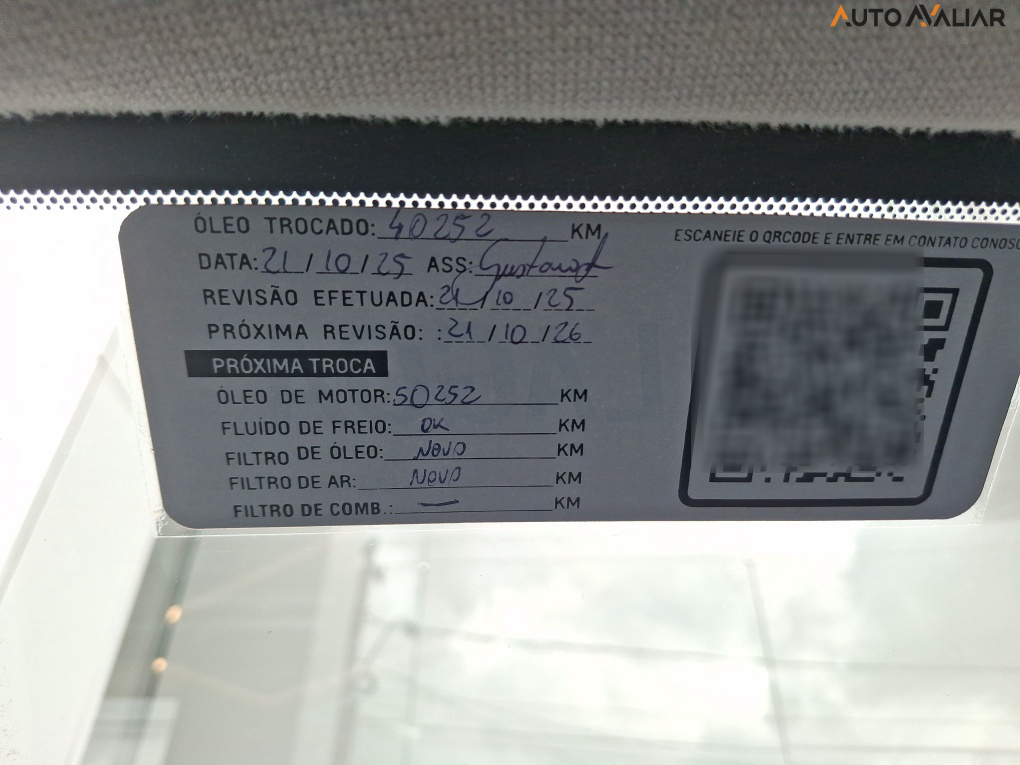 AUTO AVALIAR
ÓLEO TROCADO: 40252 KM
ESCANEIE O QRCODE E ENTRE EM CONTATO CONOSC
DATA: 21/10/25 ASS: Gustavo
REVISÃO EFETUADA: 21/10/25
PRÓXIMA REVISÃO: :21/10/26
PRÓXIMA TROCA
ÓLEO DE MOTOR: 50252 KM
FLUÍDO DE FREIO: OK KM
FILTRO DE ÓLEO: NOVO KM
FILTRO DE AR: NOVO KM
FILTRO DE COMB.: — KM